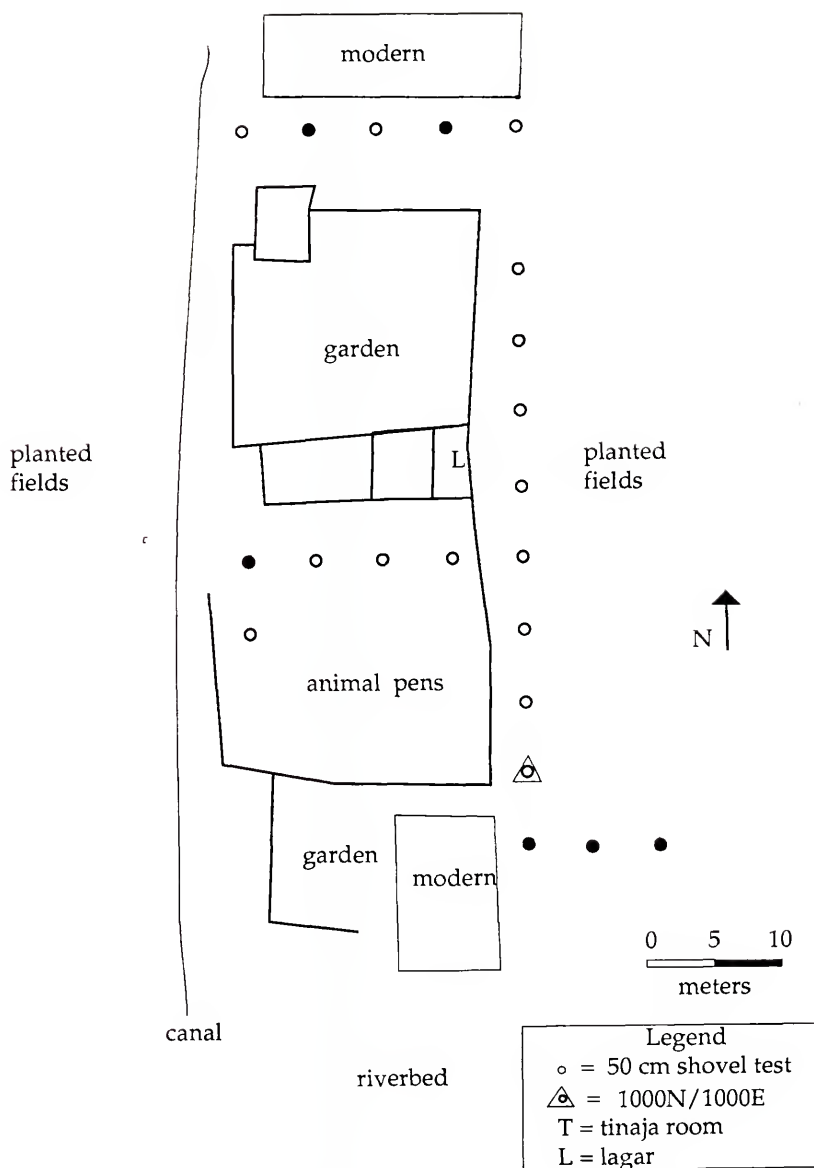 modern
garden
planted
fields
L
planted
fields
N
animal pens
garden
modern
0 5 10
meters
canal
riverbed
Legend
o = 50 cm shovel test
= 1000N/1000E
T = tinaja room
L = lagar